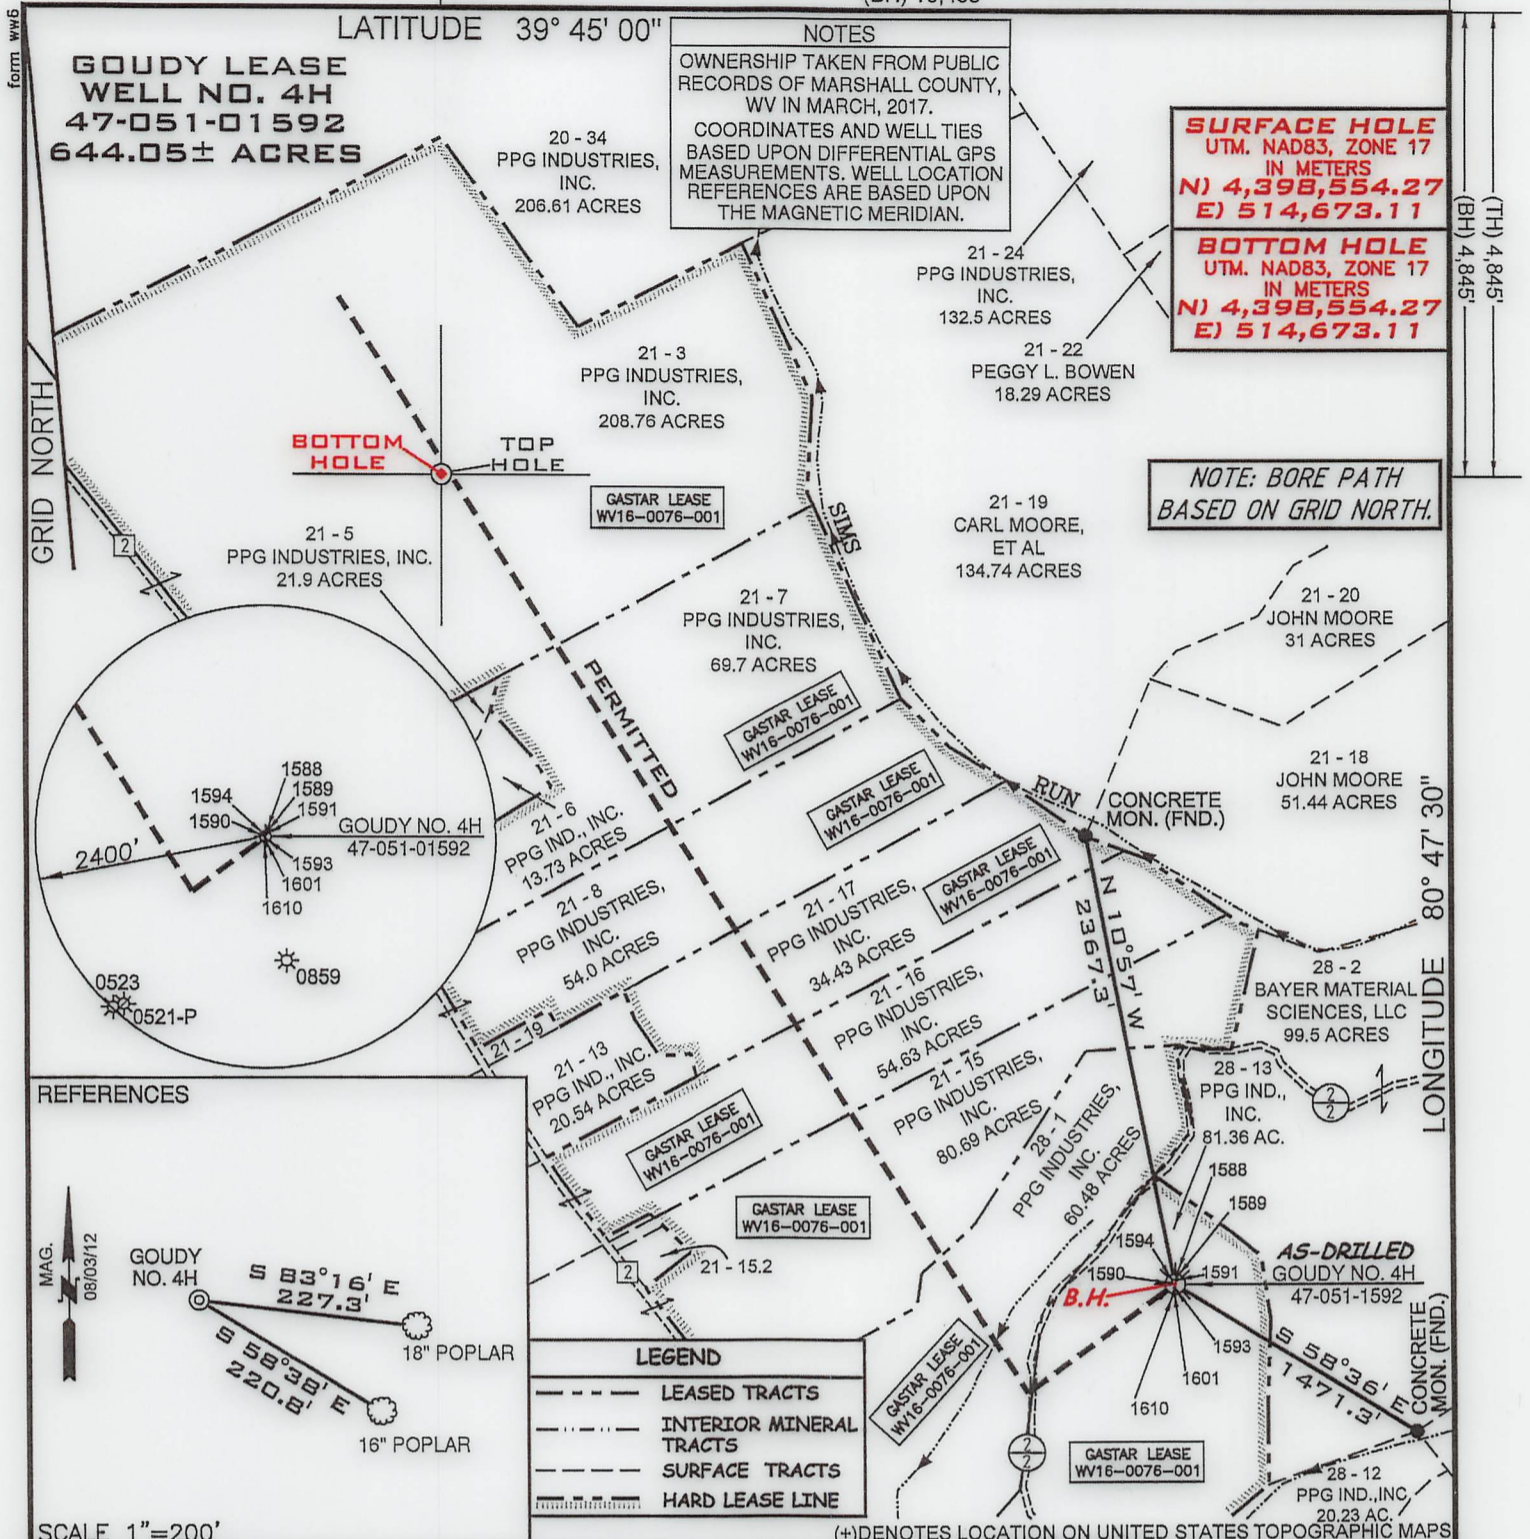 form ww6
LATITUDE 39° 45' 00"
GOUDY LEASE
WELL NO. 4H
47-051-01592
644.05± ACRES
NOTES
OWNERSHIP TAKEN FROM PUBLIC
RECORDS OF MARSHALL COUNTY,
WV IN MARCH, 2017.
COORDINATES AND WELL TIES
BASED UPON DIFFERENTIAL GPS
MEASUREMENTS. WELL LOCATION
REFERENCES ARE BASED UPON
THE MAGNETIC MERIDIAN.
SURFACE HOLE
UTM. NAD83, ZONE 17
IN METERS
N) 4,398,554.27
E) 514,673.11
BOTTOM HOLE
UTM. NAD83, ZONE 17
IN METERS
N) 4,398,554.27
E) 514,673.11
(TH) 4,845'
(BH) 4,845'
20 - 34
PPG INDUSTRIES,
INC.
206.61 ACRES
21 - 24
PPG INDUSTRIES,
INC.
132.5 ACRES
21 - 22
PEGGY L. BOWEN
18.29 ACRES
21 - 3
PPG INDUSTRIES,
INC.
208.76 ACRES
GRID NORTH
BOTTOM
HOLE
TOP
HOLE
GASTAR LEASE
WV16-0076-001
NOTE: BORE PATH
BASED ON GRID NORTH.
21 - 19
CARL MOORE,
ET AL
134.74 ACRES
SIMS
2
21 - 5
PPG INDUSTRIES, INC.
21.9 ACRES
21 - 7
PPG INDUSTRIES,
INC.
69.7 ACRES
21 - 20
JOHN MOORE
31 ACRES
PERMITTED
GASTAR LEASE
WV16-0076-001
GASTAR LEASE
WV16-0076-001
RUN
CONCRETE
MON. (FND.)
21 - 18
JOHN MOORE
51.44 ACRES
LONGITUDE 80° 47' 30"
1588
1589
1594
1591
1590
GOUDY NO. 4H
47-051-01592
2400'
1593
1601
1610
0859
0523
0521-P
21 - 6
PPG IND., INC.
13.73 ACRES
21 - 8
PPG INDUSTRIES,
INC.
54.0 ACRES
21 - 17
PPG INDUSTRIES,
INC.
34.43 ACRES
GASTAR LEASE
WV16-0076-001
N 10°57' W
2367.3'
21 - 16
PPG INDUSTRIES,
INC.
54.63 ACRES
28 - 2
BAYER MATERIAL
SCIENCES, LLC
99.5 ACRES
21 - 19
21 - 13
PPG IND., INC.
20.54 ACRES
21 - 15
PPG INDUSTRIES,
INC.
80.69 ACRES
28 - 1
PPG INDUSTRIES,
INC.
60.48 ACRES
28 - 13
PPG IND.,
INC.
81.36 AC.
2
2
GASTAR LEASE
WV16-0076-001
GASTAR LEASE
WV16-0076-001
21 - 15.2
2
1588
1589
1594
1590
1591
AS-DRILLED
GOUDY NO. 4H
47-051-1592
B.H.
1593
1601
1610
S 58°36' E
1471.3'
CONCRETE
MON. (FND.)
GASTAR LEASE
WV16-0076-001
2
2
GASTAR LEASE
WV16-0076-001
28 - 12
PPG IND.,INC
20.23 AC.
REFERENCES
MAG.
08/03/12
GOUDY
NO. 4H
S 83°16' E
227.3'
18" POPLAR
S 58°38' E
220.8'
16" POPLAR
LEGEND
LEASED TRACTS
INTERIOR MINERAL
TRACTS
SURFACE TRACTS
HARD LEASE LINE
SCALE 1"=200'
(+)DENOTES LOCATION ON UNITED STATES TOPOGRAPHIC MAPS